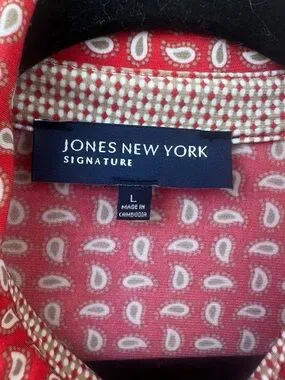 JONES NEW YORK
SIGNATURE
L
MADE IN
CAMBODIA